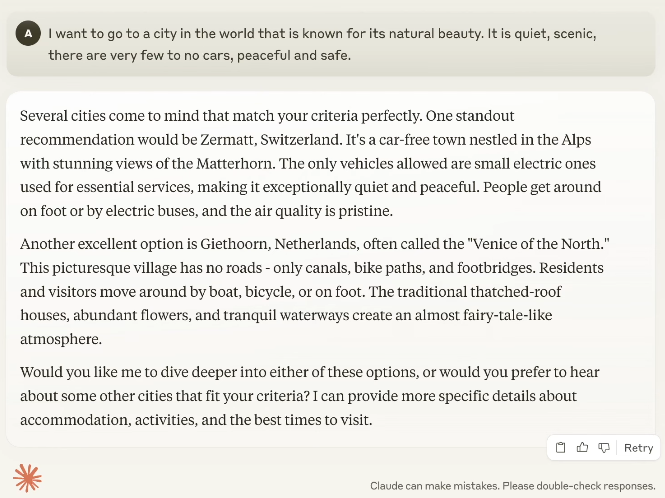 A
I want to go to a city in the world that is known for its natural beauty. It is quiet, scenic,
there are very few to no cars, peaceful and safe.
Several cities come to mind that match your criteria perfectly. One standout
recommendation would be Zermatt, Switzerland. It's a car-free town nestled in the Alps
with stunning views of the Matterhorn. The only vehicles allowed are small electric ones
used for essential services, making it exceptionally quiet and peaceful. People get around
on foot or by electric buses, and the air quality is pristine.
Another excellent option is Giethoorn, Netherlands, often called the "Venice of the North."
This picturesque village has no roads - only canals, bike paths, and footbridges. Residents
and visitors move around by boat, bicycle, or on foot. The traditional thatched-roof
houses, abundant flowers, and tranquil waterways create an almost fairy-tale-like
atmosphere.
Would you like me to dive deeper into either of these options, or would you prefer to hear
about some other cities that fit your criteria? I can provide more specific details about
accommodation, activities, and the best times to visit.
Retry
Claude can make mistakes. Please double-check responses.